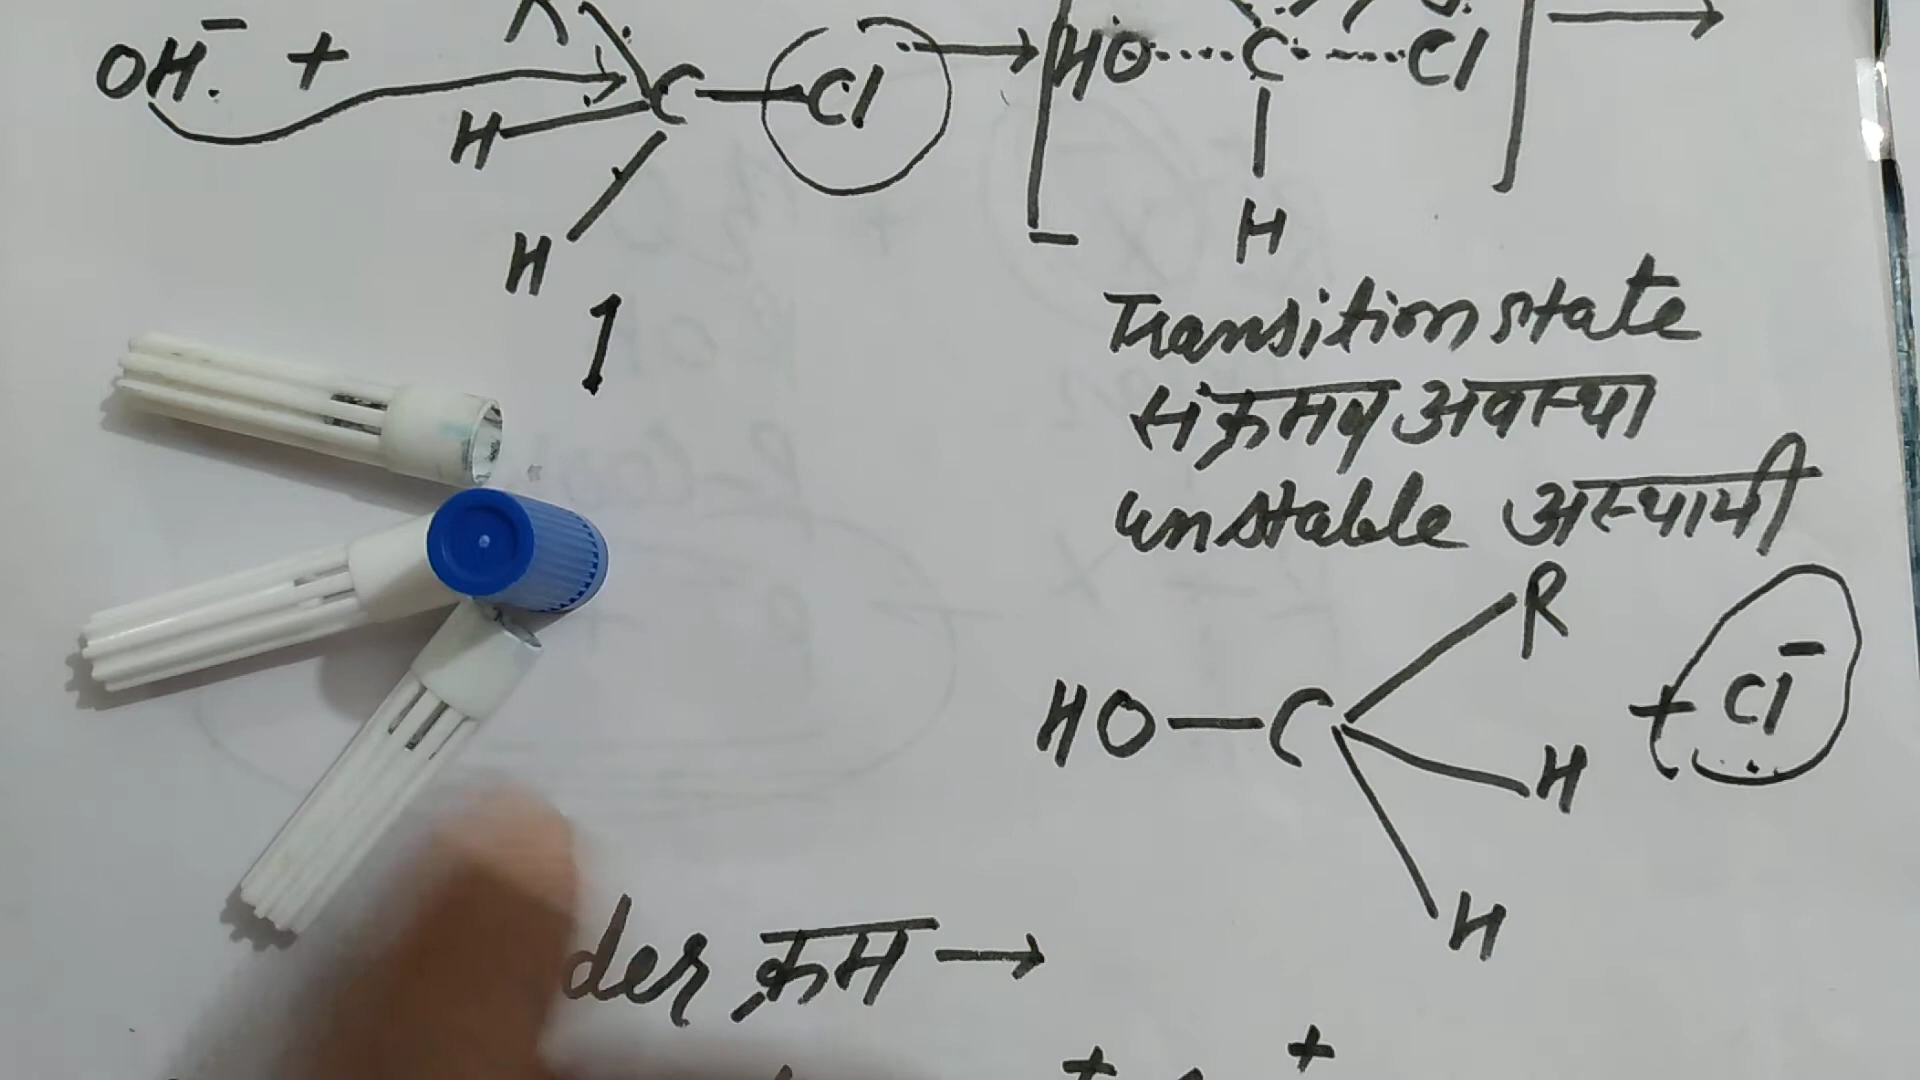 OH⁻ + R H H C—Cl →
[HO····C····Cl →
H
1
Transition state
संक्रमण अवस्था
unstable अस्थायी
HO—C R H H + Cl⁻
der क्रम →
+ +